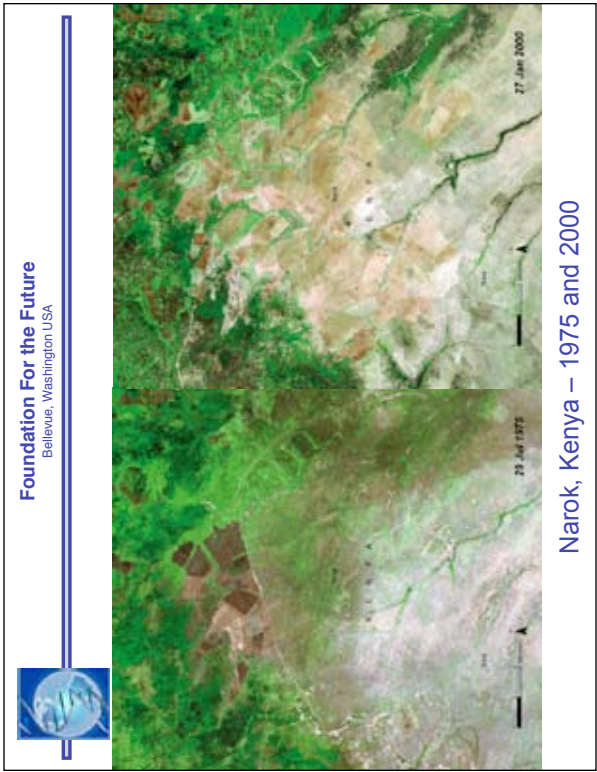 Foundation For the Future
Bellevue, Washington USA
29 Jul 1975
27 Jan 2000
K E N Y A
K E N Y A
Narok, Kenya – 1975 and 2000